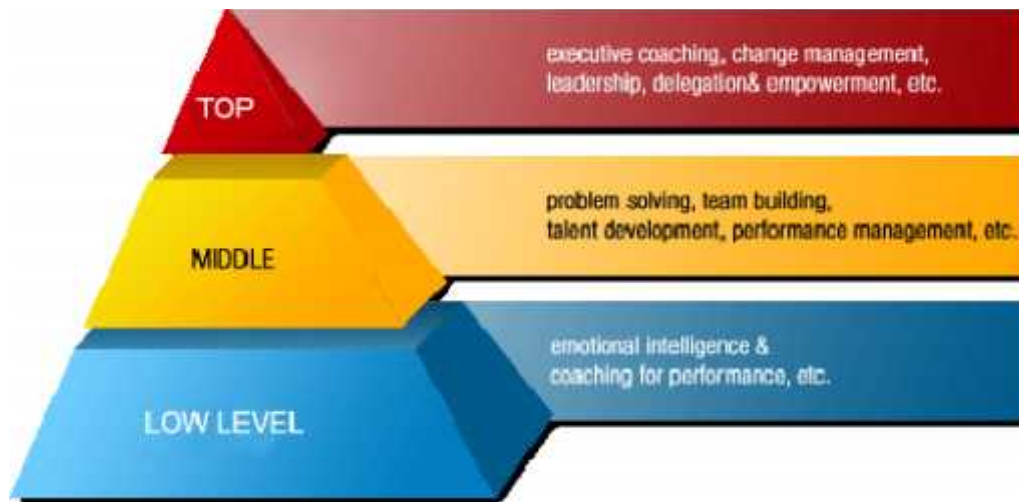 TOP
executive coaching, change management,
leadership, delegation& empowerment, etc.
MIDDLE
problem solving, team building,
talent development, performance management, etc.
LOW LEVEL
emotional intelligence &
coaching for performance, etc.